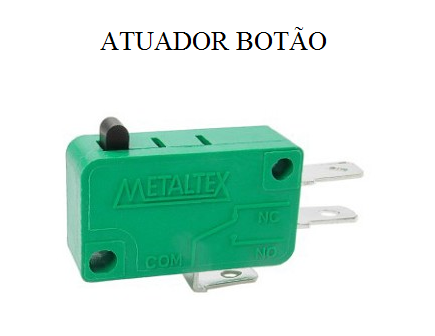 ATUADOR BOTÃO
METALTEX
NC
COM
NO